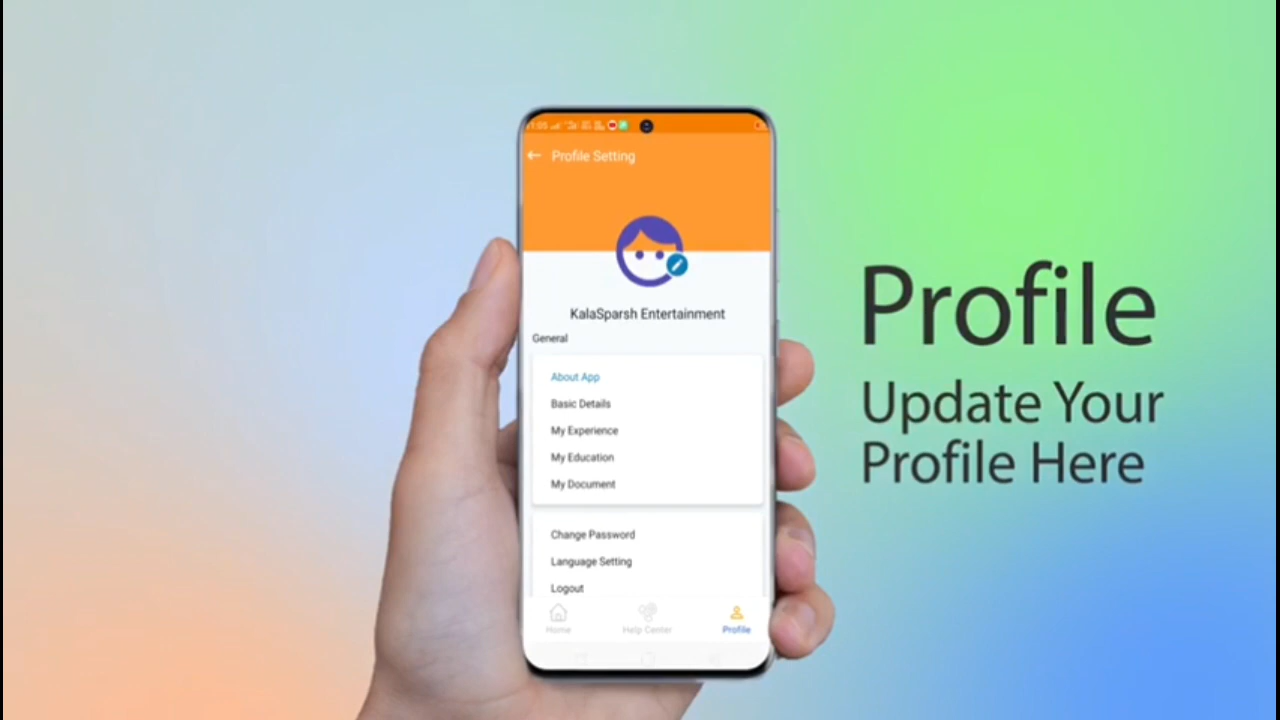 Profile Setting
KalaSparsh Entertainment
General
About App
Basic Details
My Experience
My Education
My Document
Change Password
Language Setting
Logout
Home
Help Center
Profile
Profile
Update Your
Profile Here